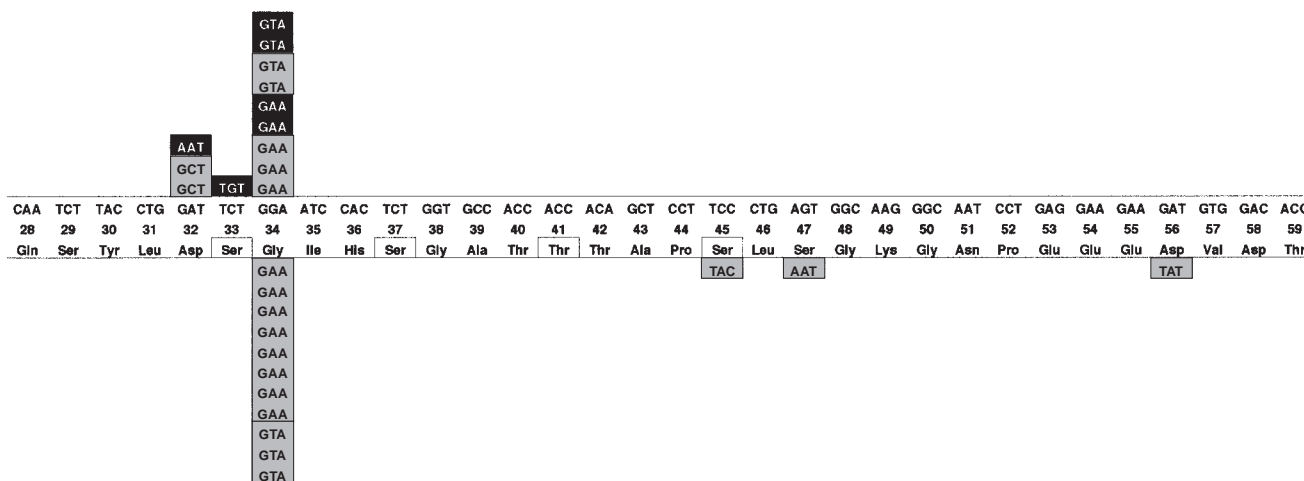 GTA
GTA
GTA
GTA
GAA
GAA
AAT GAA
GCT GAA
GCT TGT GAA
CAA TCT TAC CTG GAT TCT GGA ATC CAC TCT GGT GCC ACC ACC ACA GCT CCT TCC CTG AGT GGC AAG GGC AAT CCT GAG GAA GAA GAT GTG GAC ACC
28 29 30 31 32 33 34 35 36 37 38 39 40 41 42 43 44 45 46 47 48 49 50 51 52 53 54 55 56 57 58 59
Gln Ser Tyr Leu Asp Ser Gly Ile His Ser Gly Ala Thr Thr Thr Ala Pro Ser Leu Ser Gly Lys Gly Asn Pro Glu Glu Glu Asp Val Asp Thr
GAA TAC AAT TAT
GAA
GAA
GAA
GAA
GAA
GAA
GAA
GTA
GTA
GTA